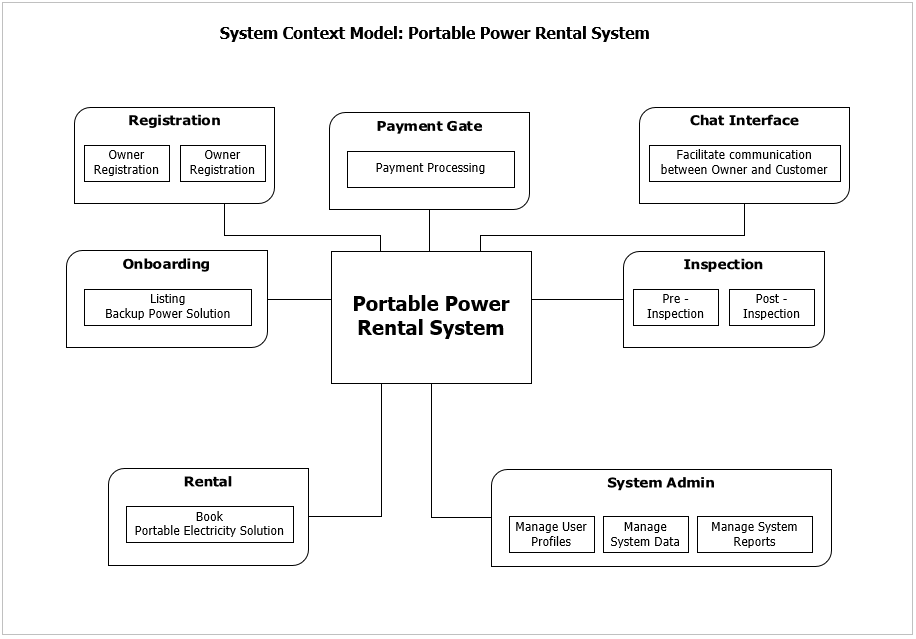 System Context Model: Portable Power Rental System
Registration
Owner
Registration
Owner
Registration
Payment Gate
Payment Processing
Chat Interface
Facilitate communication
between Owner and Customer
Onboarding
Listing
Backup Power Solution
Portable Power
Rental System
Inspection
Pre -
Inspection
Post -
Inspection
Rental
Book
Portable Electricity Solution
System Admin
Manage User
Profiles
Manage
System Data
Manage System
Reports